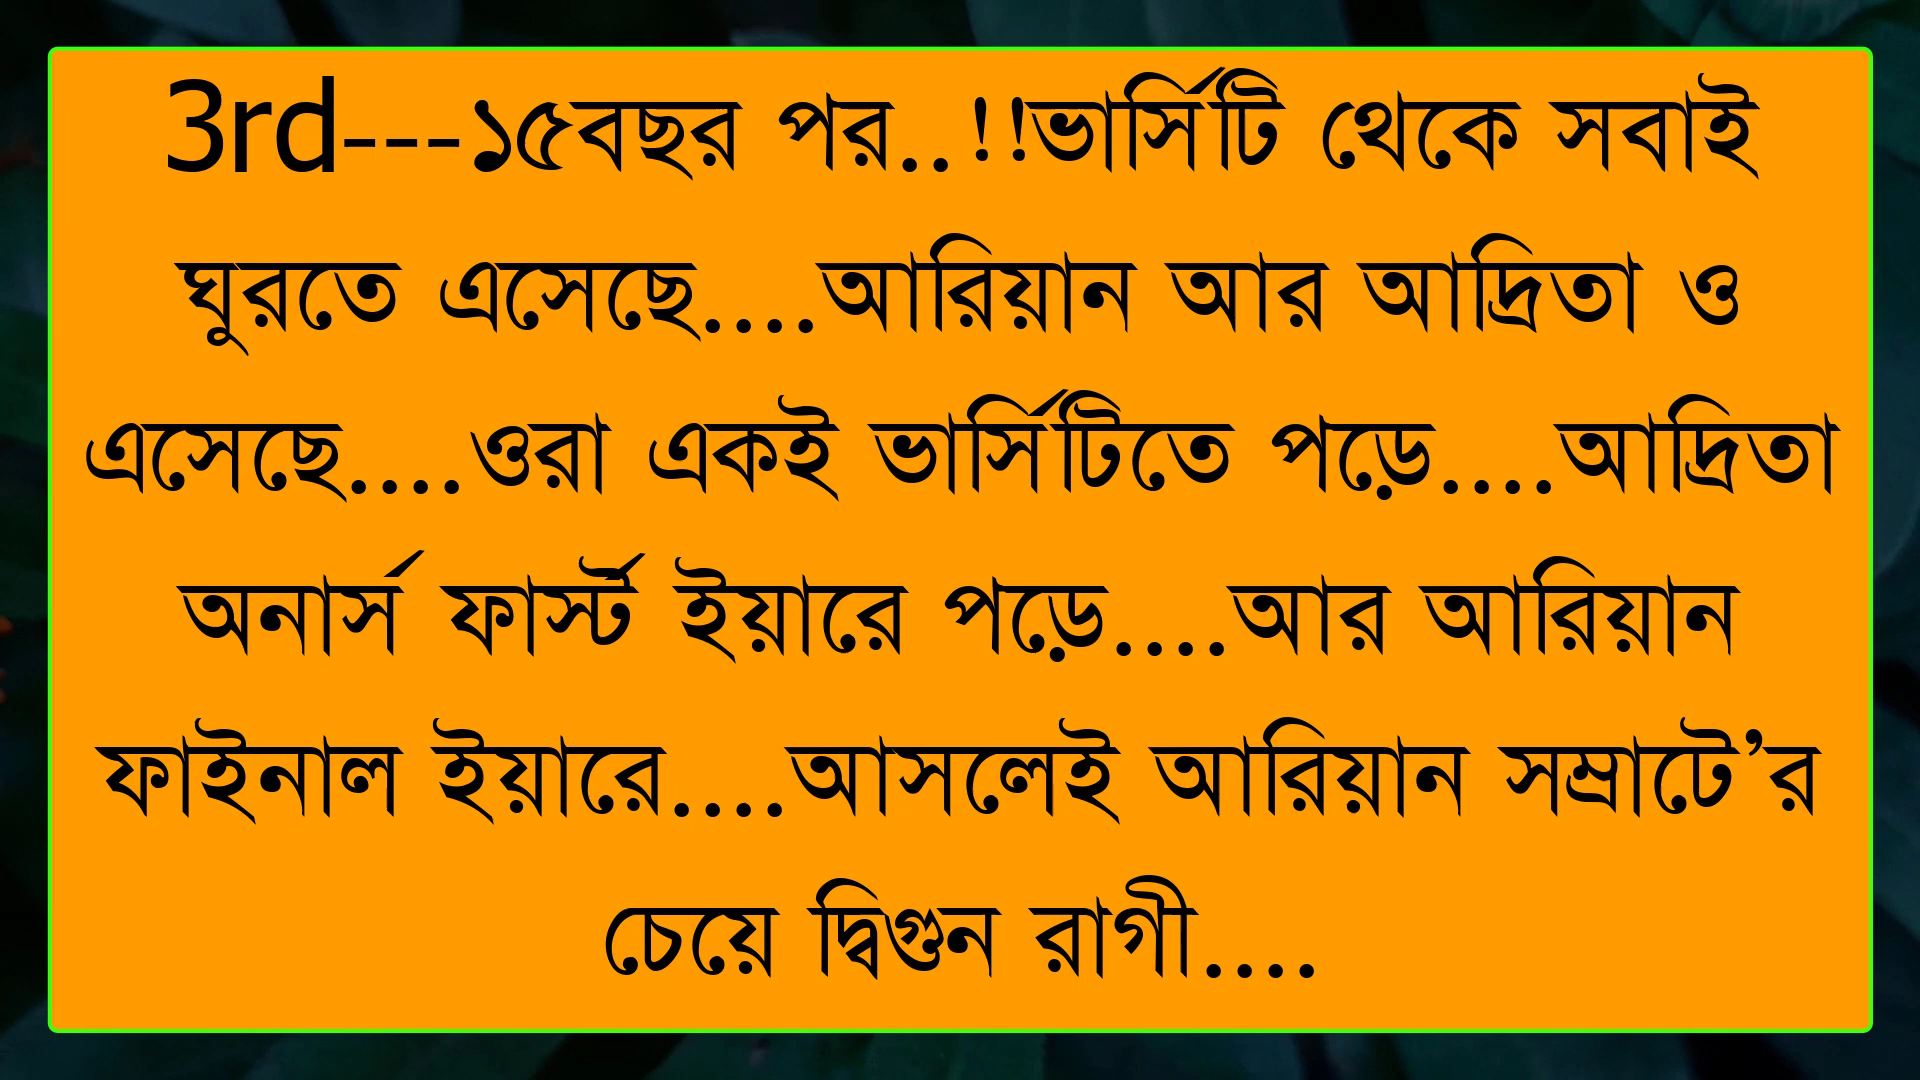 3rd---১৫বছর পর..!!ভার্সিটি থেকে সবাই
ঘুরতে এসেছে....আরিয়ান আর আদ্রিতা ও
এসেছে....ওরা একই ভার্সিটিতে পড়ে....আদ্রিতা
অনার্স ফার্স্ট ইয়ারে পড়ে....আর আরিয়ান
ফাইনাল ইয়ারে....আসলেই আরিয়ান সম্রাটে’র
চেয়ে দ্বিগুন রাগী....